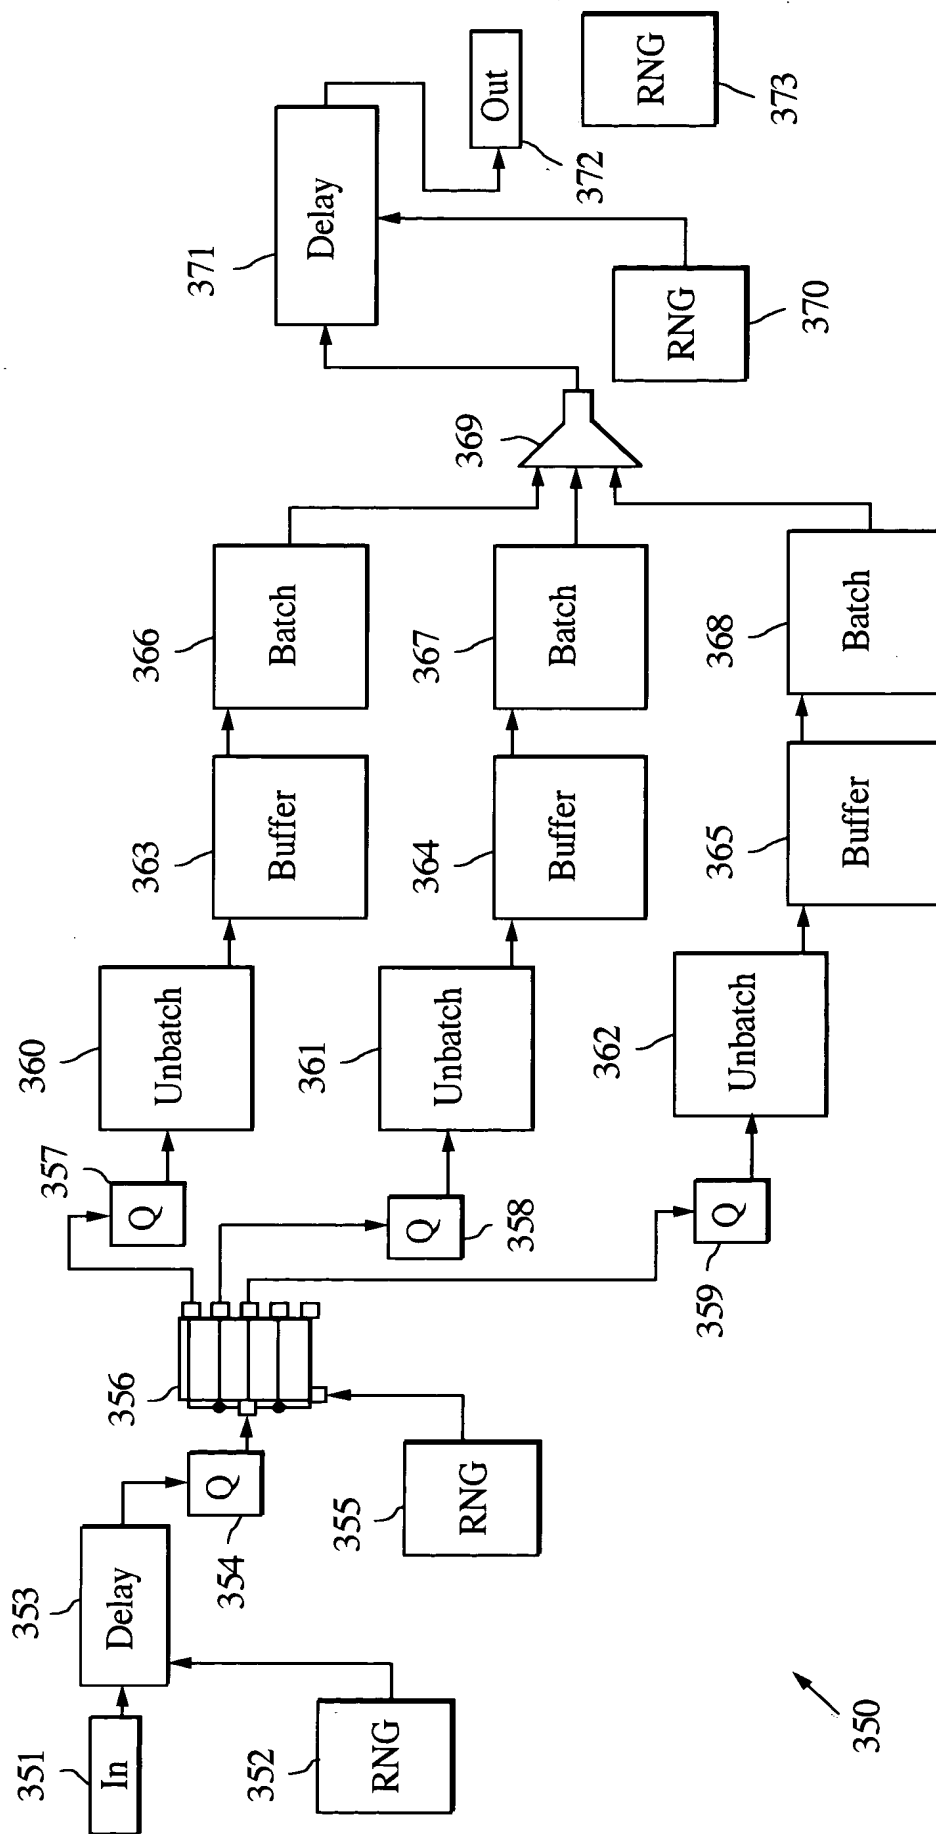 351
In
352
RNG
353
Delay
354
Q
355
RNG
356
357
Q
358
Q
359
Q
360
Unbatch
361
Unbatch
362
Unbatch
363
Buffer
364
Buffer
365
Buffer
366
Batch
367
Batch
368
Batch
369
370
RNG
371
Delay
372
Out
373
RNG
350